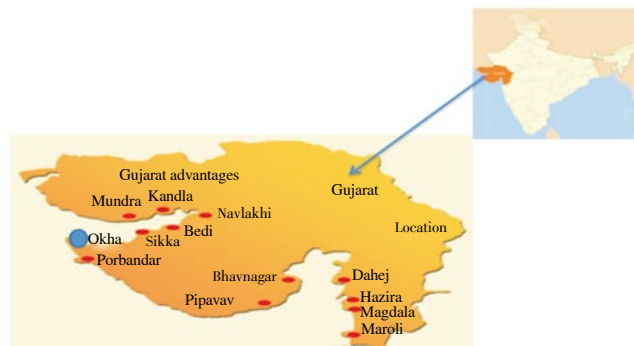 Gujarat advantages
Gujarat
Kandla
Mundra
Navlakhi
Bedi
Location
Okha
Sikka
Porbandar
Bhavnagar
Dahej
Pipavav
Hazira
Magdala
Maroli